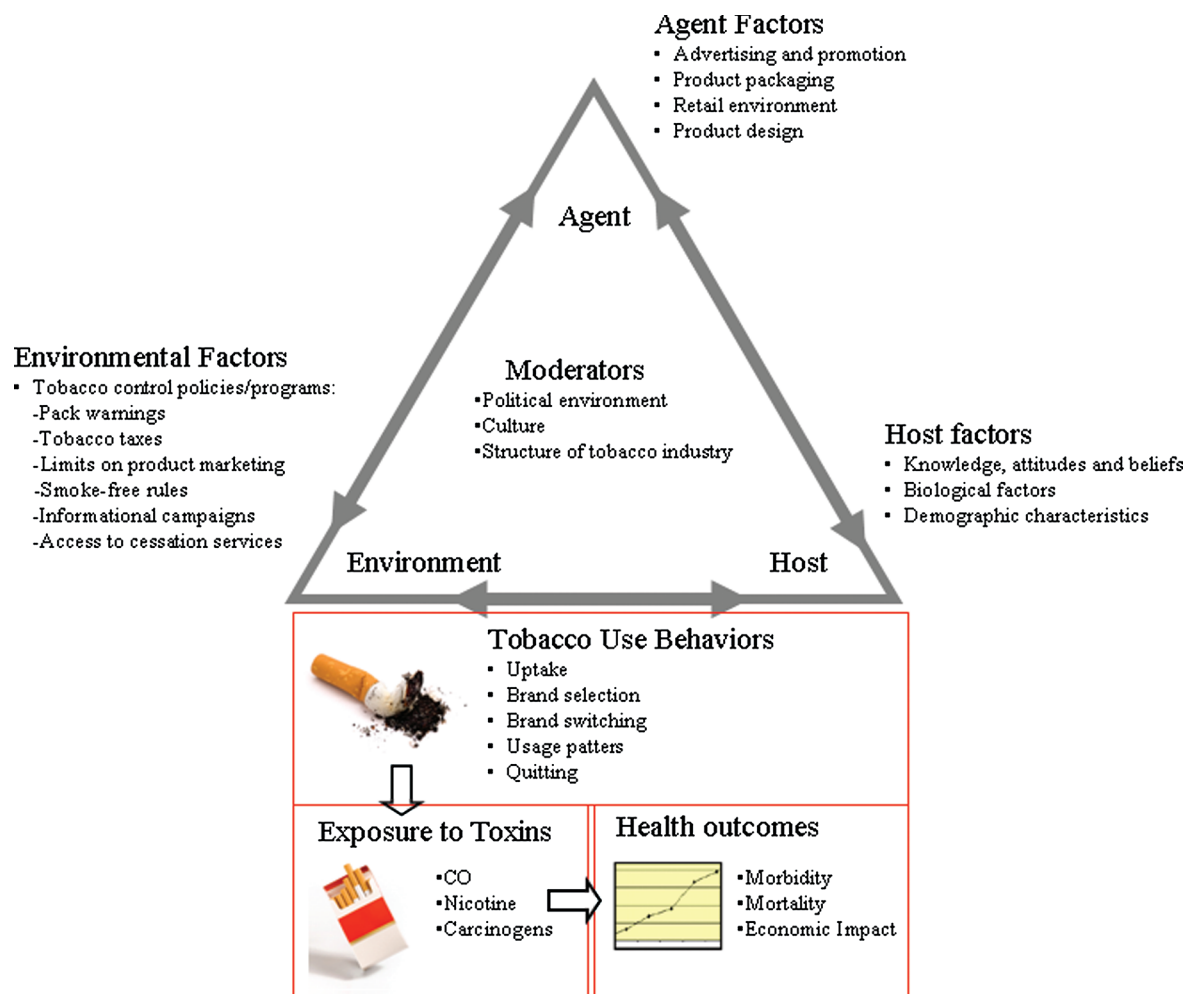 Agent Factors
▪ Advertising and promotion
▪ Product packaging
▪ Retail environment
▪ Product design
Agent
Environmental Factors
▪ Tobacco control policies/programs:
-Pack warnings
-Tobacco taxes
-Limits on product marketing
-Smoke-free rules
-Informational campaigns
-Access to cessation services
Moderators
▪Political environment
▪Culture
▪Structure of tobacco industry
Host factors
▪ Knowledge, attitudes and beliefs
▪ Biological factors
▪ Demographic characteristics
Environment
Host
Tobacco Use Behaviors
▪ Uptake
▪ Brand selection
▪ Brand switching
▪ Usage patters
▪ Quitting
Exposure to Toxins
▪CO
▪Nicotine
▪Carcinogens
Health outcomes
▪Morbidity
▪Mortality
▪Economic Impact